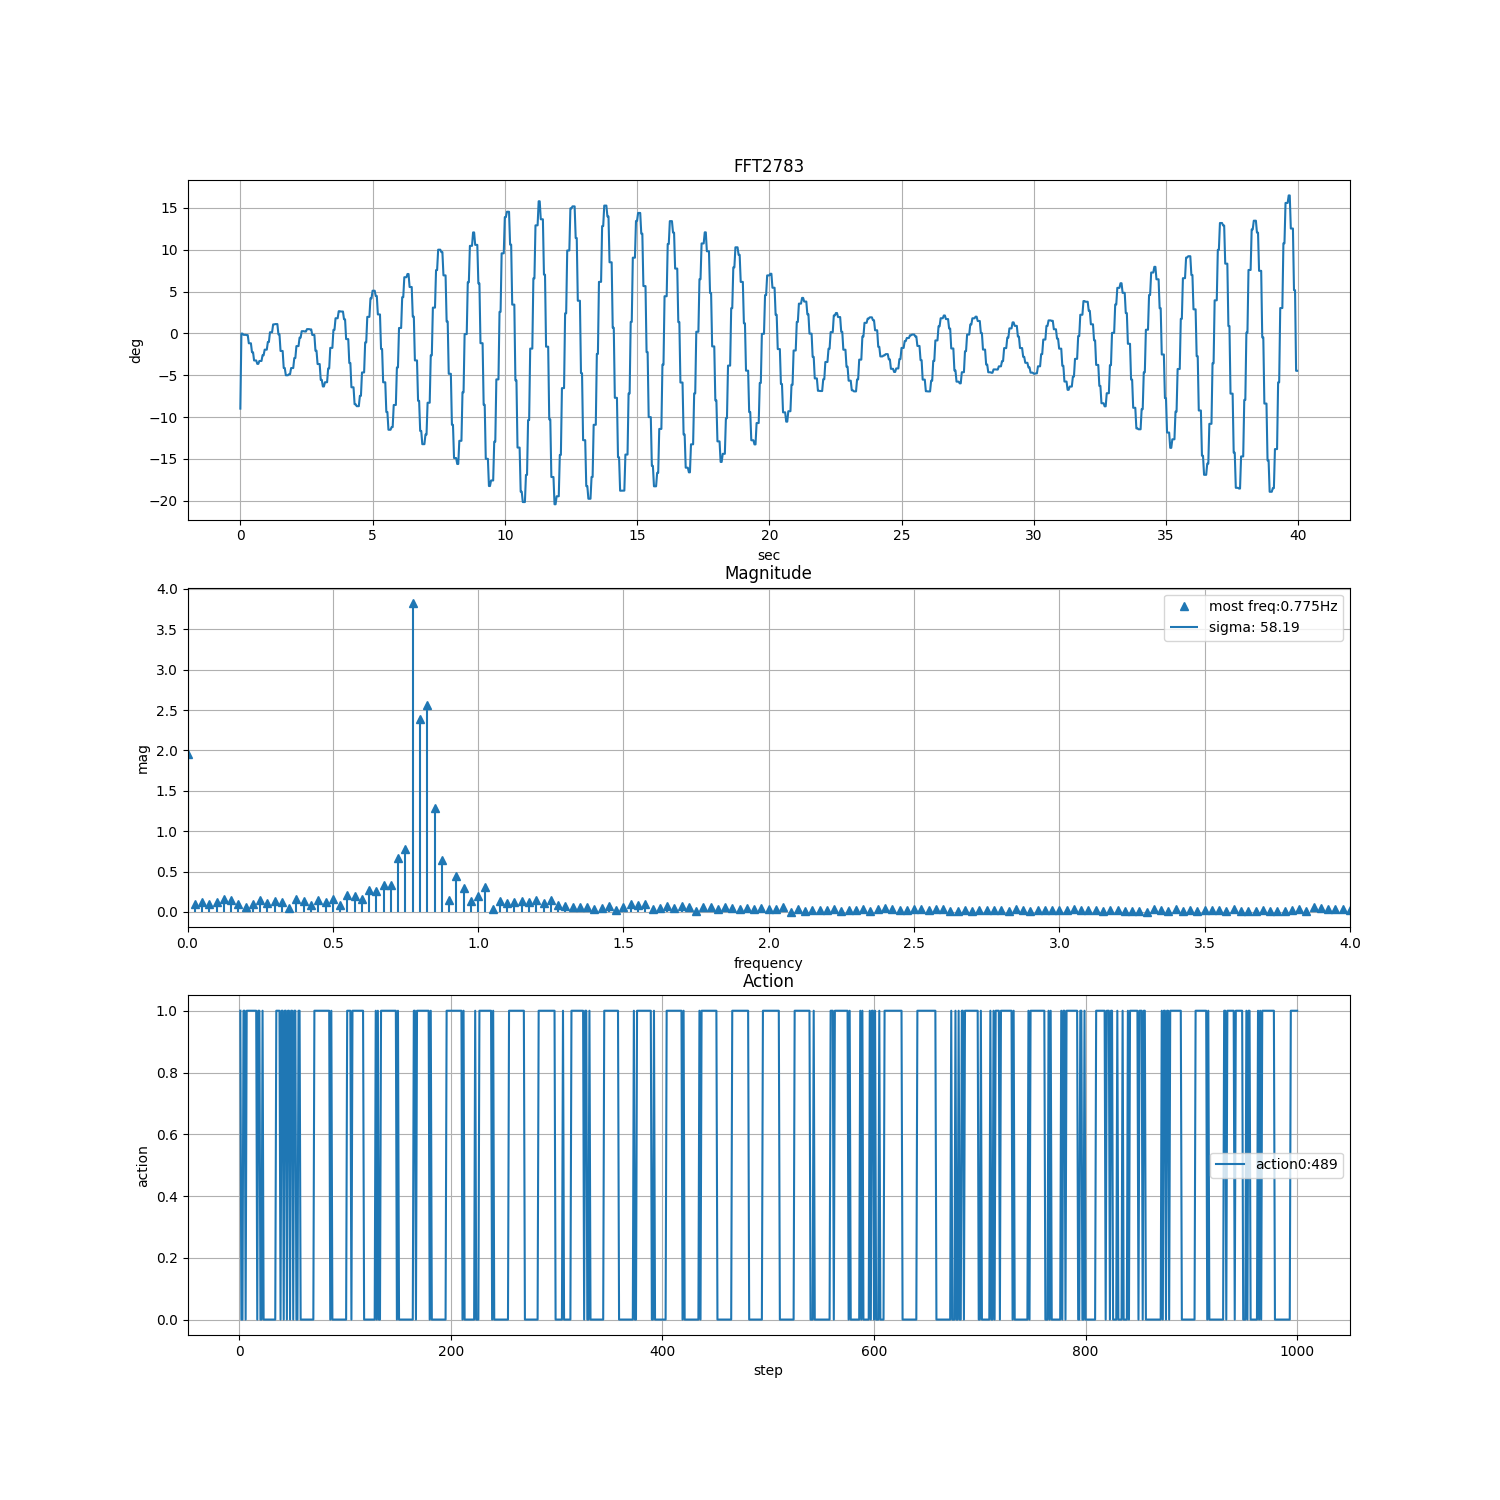 FFT2783
15
10
5
0
−5
−10
−15
−20
deg
0 5 10 15 20 25 30 35 40
sec
Magnitude
4.0
3.5
3.0
2.5
2.0
1.5
1.0
0.5
0.0
mag
most freq:0.775Hz
sigma: 58.19
0.0 0.5 1.0 1.5 2.0 2.5 3.0 3.5 4.0
frequency
Action
1.0
0.8
0.6
0.4
0.2
0.0
action
action0:489
0 200 400 600 800 1000
step